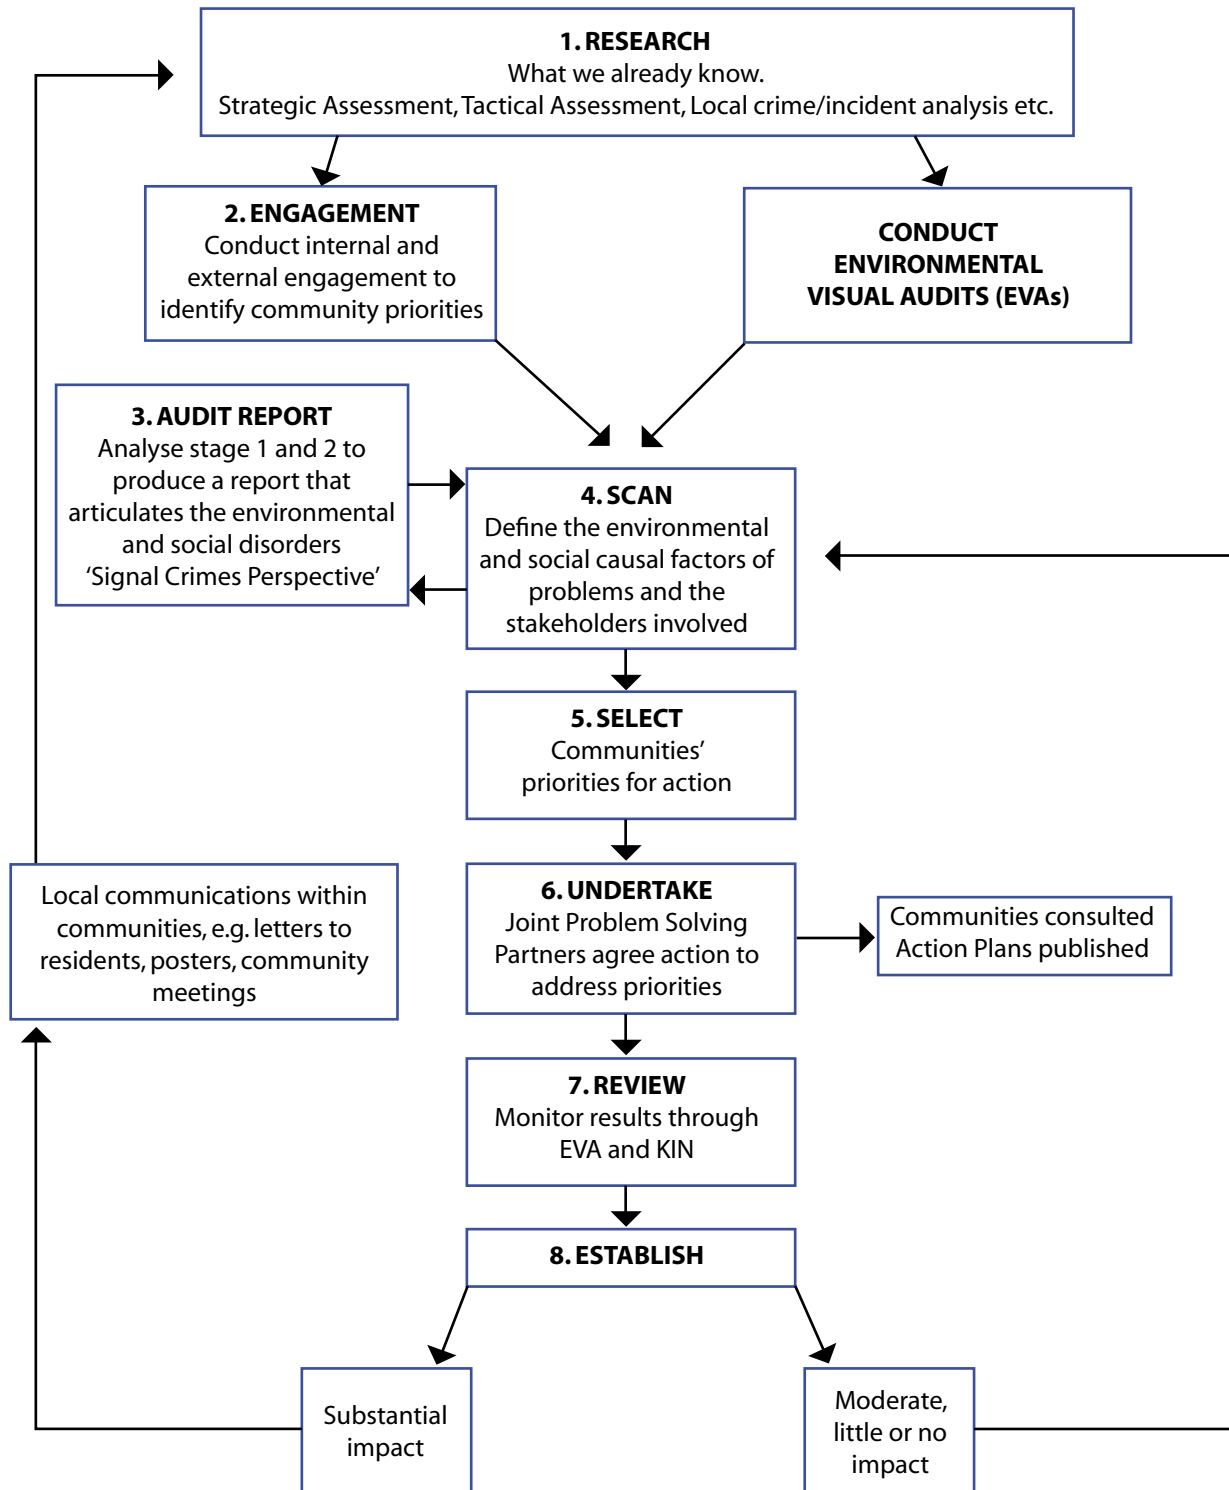 1. RESEARCH
What we already know.
Strategic Assessment, Tactical Assessment, Local crime/incident analysis etc.
2. ENGAGEMENT
Conduct internal and
external engagement to
identify community priorities
CONDUCT
ENVIRONMENTAL
VISUAL AUDITS (EVAs)
3. AUDIT REPORT
Analyse stage 1 and 2 to
produce a report that
articulates the environmental
and social disorders
‘Signal Crimes Perspective’
4. SCAN
Define the environmental
and social causal factors of
problems and the
stakeholders involved
5. SELECT
Communities’
priorities for action
6. UNDERTAKE
Joint Problem Solving
Partners agree action to
address priorities
Communities consulted
Action Plans published
Local communications within
communities, e.g. letters to
residents, posters, community
meetings
7. REVIEW
Monitor results through
EVA and KIN
8. ESTABLISH
Substantial
impact
Moderate,
little or no
impact